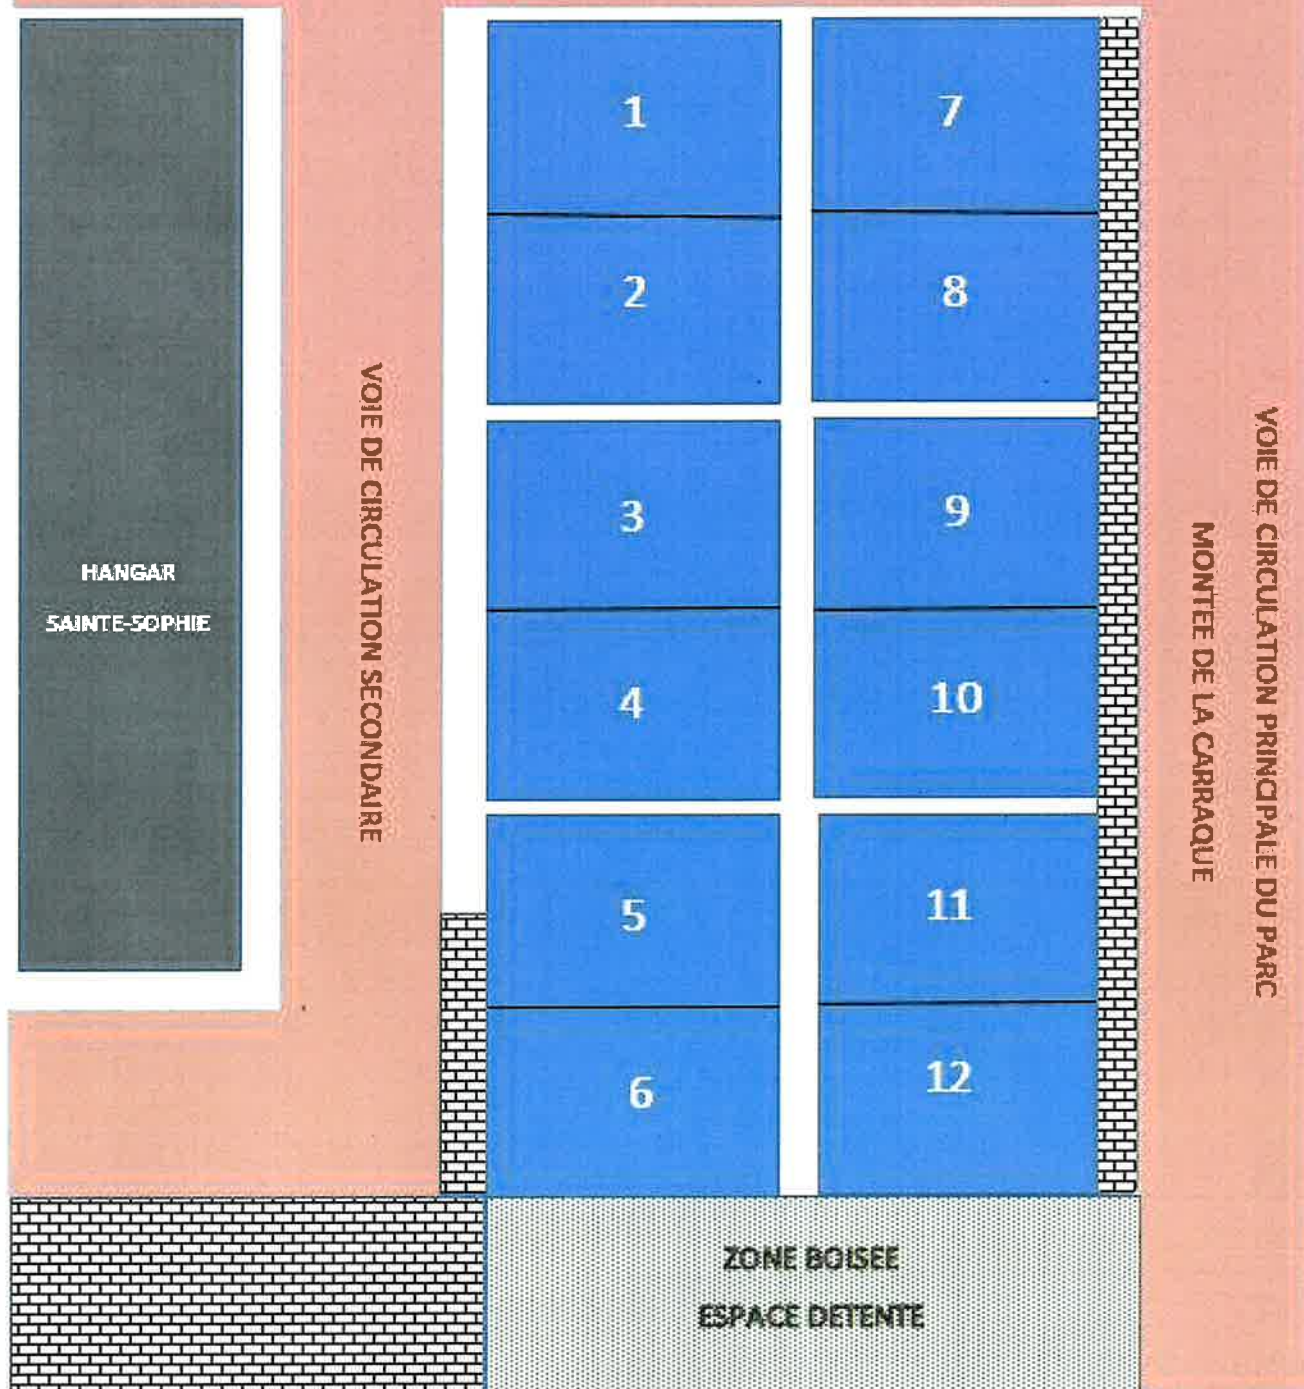 1
7
2
8
3
9
4
10
5
11
6
12
HANGAR
SAINTE-SOPHIE
VOIE DE CIRCULATION SECONDAIRE
VOIE DE CIRCULATION PRINCIPALE DU PARC
MONTEE DE LA CARRAQUE
ZONE BOISEE
ESPACE DETENTE